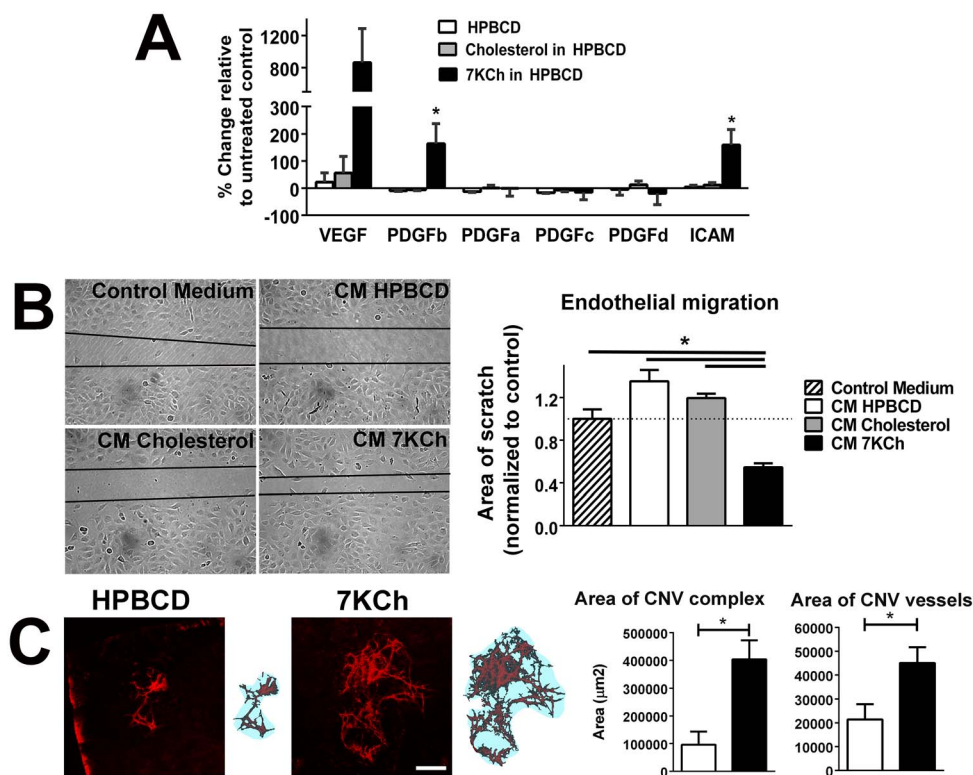 A
% Change relative
to untreated control
1200
800
300
200
100
0
-100
HPBCD
Cholesterol in HPBCD
7KCh in HPBCD
*
*
VEGF PDGFb PDGFa PDGFc PDGFd ICAM
B
Control Medium
CM HPBCD
CM Cholesterol
CM 7KCh
Endothelial migration
*
Area of scratch
(normalized to control)
1.2
0.8
0.4
0.0
Control Medium
CM HPBCD
CM Cholesterol
CM 7KCh
C
HPBCD
7KCh
Area of CNV complex
*
Area (µm2)
500000
400000
300000
200000
100000
0
Area of CNV vessels
*
60000
50000
40000
30000
20000
10000
0